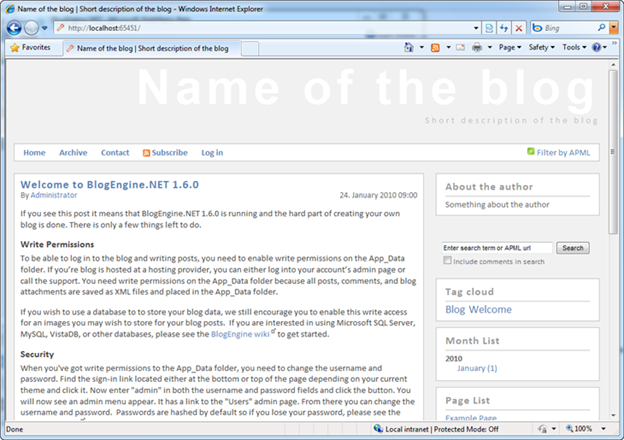 Name of the blog | Short description of the blog - Windows Internet Explorer
http://localhost:65451/
Bing
Favorites
Name of the blog | Short description of the blog
Page
Safety
Tools
Name of the blog
Short description of the blog
Home Archive Contact Subscribe Log in
Filter by APML
Welcome to BlogEngine.NET 1.6.0
By Administrator
24. January 2010 09:00
If you see this post it means that BlogEngine.NET 1.6.0 is running and the hard part of creating your own
blog is done. There is only a few things left to do.
Write Permissions
To be able to log in to the blog and writing posts, you need to enable write permissions on the App_Data
folder. If you're blog is hosted at a hosting provider, you can either log into your account's admin page or
call the support. You need write permissions on the App_Data folder because all posts, comments, and blog
attachments are saved as XML files and placed in the App_Data folder.
If you wish to use a database to to store your blog data, we still encourage you to enable this write access
for an images you may wish to store for your blog posts. If you are interested in using Microsoft SQL Server,
MySQL, VistaDB, or other databases, please see the BlogEngine wiki to get started.
Security
When you've got write permissions to the App_Data folder, you need to change the username and
password. Find the sign-in link located either at the bottom or top of the page depending on your current
theme and click it. Now enter "admin" in both the username and password fields and click the button. You
will now see an admin menu appear. It has a link to the "Users" admin page. From there you can change the
username and password. Passwords are hashed by default so if you lose your password, please see the
About the author
Something about the author
Enter search term or APML url
Search
Include comments in search
Tag cloud
Blog Welcome
Month List
2010
January (1)
Page List
Example Page
Done
Local intranet | Protected Mode: Off
100%